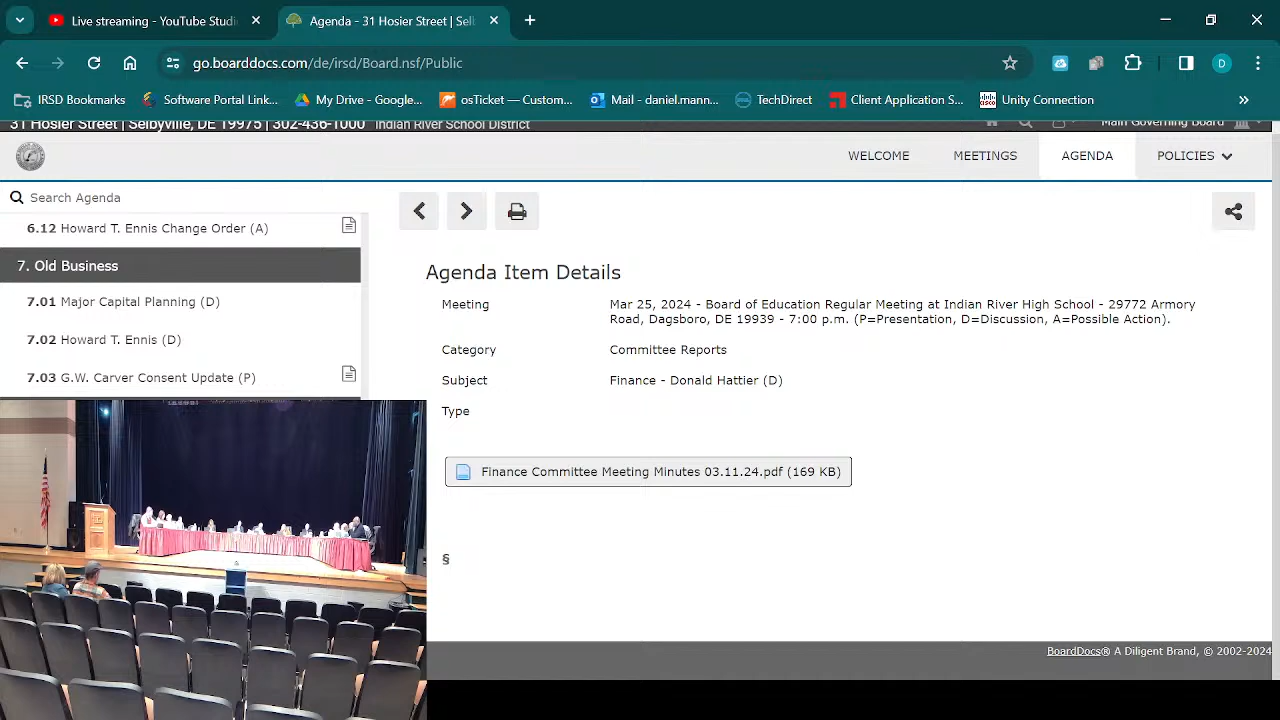 Live streaming - YouTube Studi
Agenda - 31 Hosier Street | Sel
go.boarddocs.com/de/irsd/Board.nsf/Public
D
IRSD Bookmarks
Software Portal Link...
My Drive - Google...
osTicket — Custom...
Mail - daniel.mann...
TechDirect
Client Application S...
Unity Connection
31 Hosier Street | Selbyville, DE 19975 | 302-436-1000 Indian River School District
Main Governing Board
WELCOME
MEETINGS
AGENDA
POLICIES
Search Agenda
6.12 Howard T. Ennis Change Order (A)
7. Old Business
7.01 Major Capital Planning (D)
7.02 Howard T. Ennis (D)
7.03 G.W. Carver Consent Update (P)
Agenda Item Details
Meeting
Mar 25, 2024 - Board of Education Regular Meeting at Indian River High School - 29772 Armory
Road, Dagsboro, DE 19939 - 7:00 p.m. (P=Presentation, D=Discussion, A=Possible Action).
Category
Committee Reports
Subject
Finance - Donald Hattier (D)
Type
Finance Committee Meeting Minutes 03.11.24.pdf (169 KB)
§
BoardDocs® A Diligent Brand, © 2002-2024